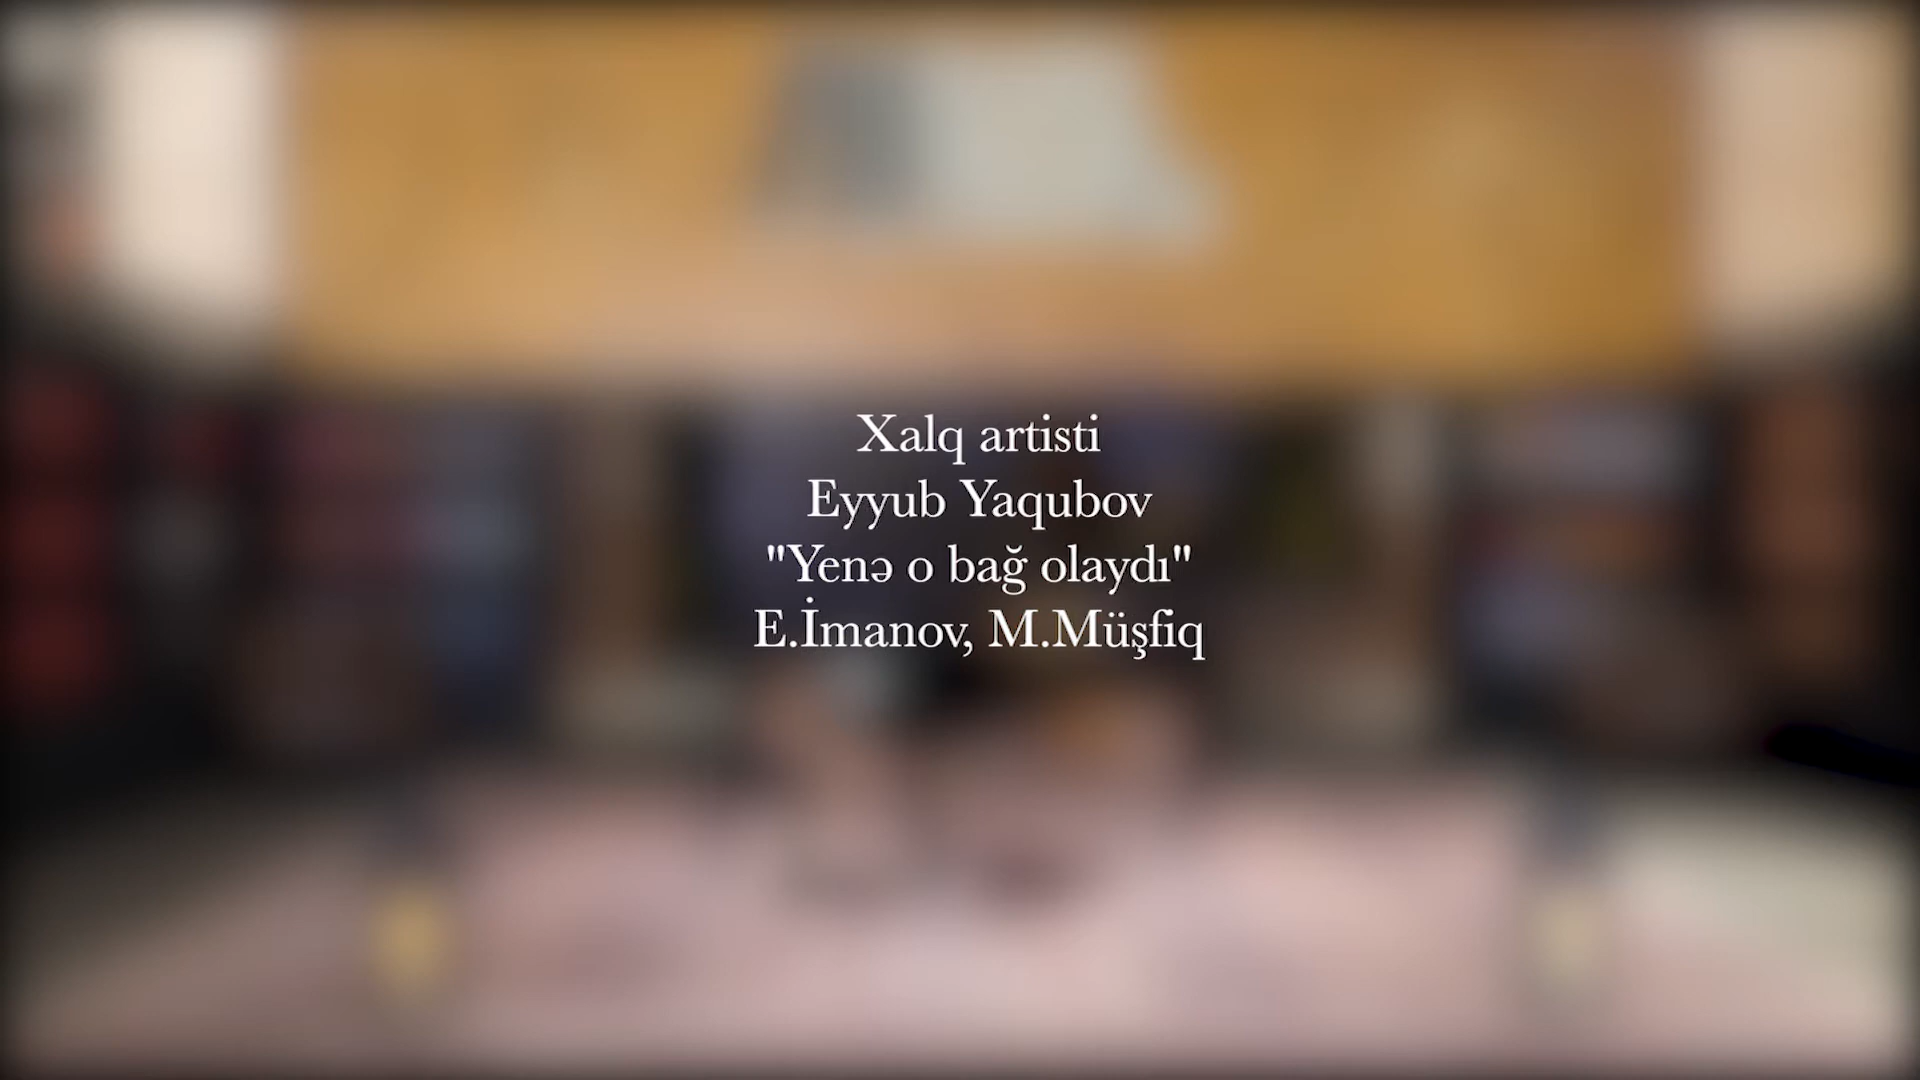 Xalq artisti
Eyyub Yaqubov
"Yenə o bağ olaydı"
E.İmanov, M.Müşfiq